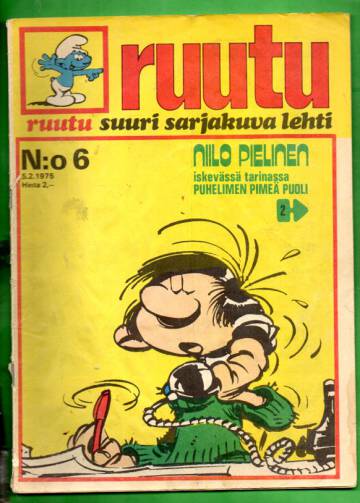 ruutu
ruutu suuri sarjakuva lehti
N:o 6
5.2.1975
Hinta 2,–
NIILO PIELINEN
iskevässä tarinassa
PUHELIMEN PIMEÄ PUOLI
2